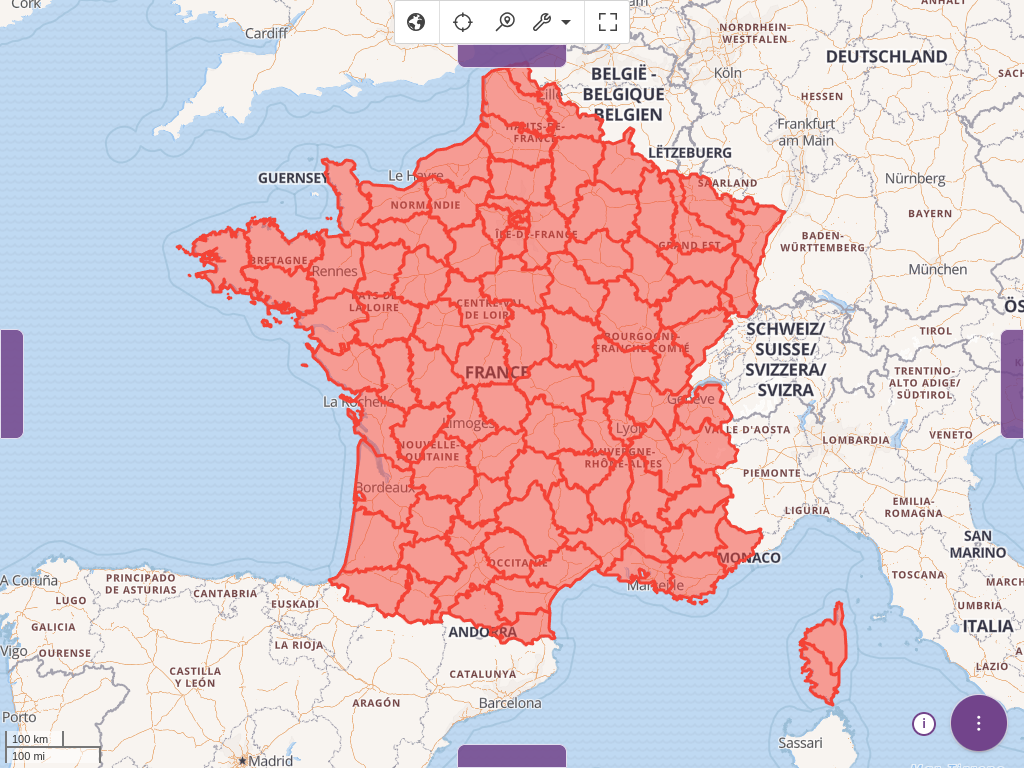 Cork
Cardiff
ANHALT
NORDRHEIN-
WESTFALEN
Köln
DEUTSCHLAND
BELGIË -
BELGIQUE
BELGIEN
HESSEN
Frankfurt
am Main
Lille
HAUTS-DE-
FRANCE
LËTZEBUERG
GUERNSEY
Le Havre
SAARLAND
Nürnberg
NORMANDIE
BAYERN
ÎLE-DE-FRANCE
GRAND EST
BADEN-
WÜRTTEMBERG
BRETAGNE
Rennes
München
PAYS DE
LA LOIRE
CENTRE-VAL
DE LOIRE
BOURGOGNE-
FRANCHE-COMTÉ
SCHWEIZ/
SUISSE/
SVIZZERA/
SVIZRA
TIROL
FRANCE
TRENTINO-
ALTO ADIGE/
SÜDTIROL
La Rochelle
Genève
Limoges
Lyon
VALLE D'AOSTA
LOMBARDIA
VENETO
NOUVELLE-
AQUITAINE
AUVERGNE-
RHÔNE-ALPES
PIEMONTE
Bordeaux
LIGURIA
EMILIA-
ROMAGNA
SAN
MARINO
OCCITANIE
MONACO
Marseille
TOSCANA
A Coruña
PRINCIPADO
DE ASTURIAS
CANTABRIA
EUSKADI
LUGO
UMBRIA
GALICIA
ANDORRA
ITALIA
Vigo
OURENSE
LA RIOJA
LAZIO
CASTILLA
Y LEÓN
CATALUNYA
ARAGÓN
Barcelona
Porto
100 km
100 mi
Madrid
Sassari
i